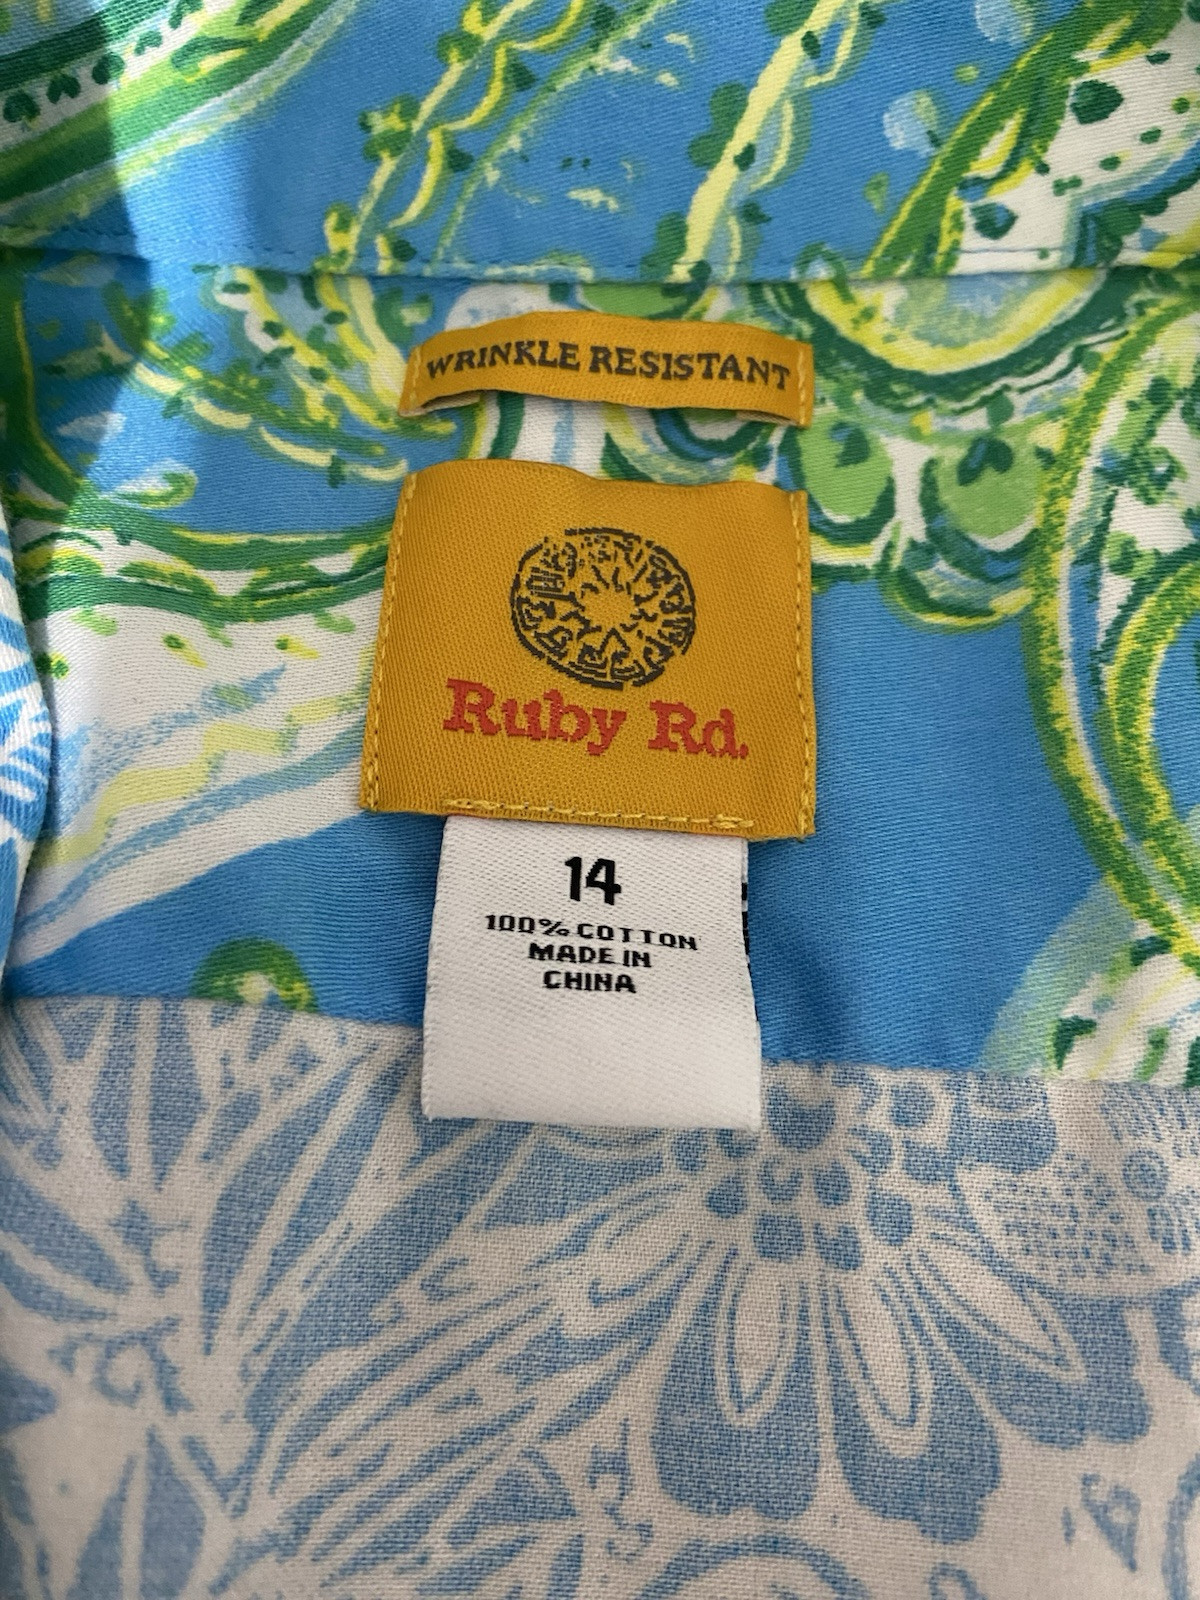 WRINKLE RESISTANT
Ruby Rd.
14
100% COTTON
MADE IN
CHINA